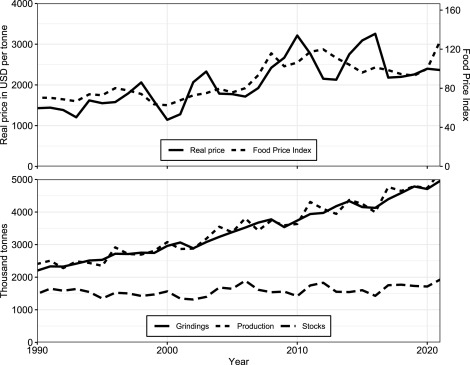 Real price in USD per tonne
4000
3000
2000
1000
0
160
120
80
40
0
Food Price Index
Real price Food Price Index
Thousand tonnes
5000
4000
3000
2000
1000
0
Grindings Production Stocks
1990 2000 2010 2020
Year